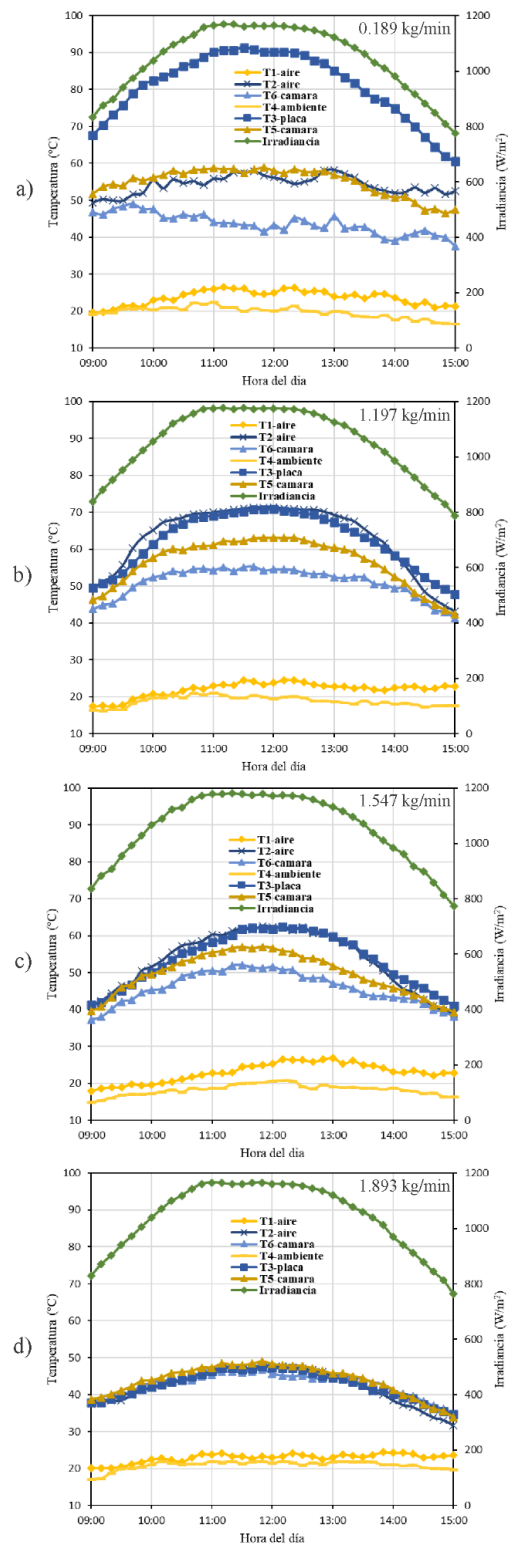 0.189 kg/min
100
90
80
70
60
50
40
30
20
10
1200
1000
800
600
400
200
0
Temperatura (°C)
Irradiancia (W/m²)
T1-aire
T2-aire
T6-camara
T4-ambiente
T3-placa
T5-camara
Irradiancia
a)
09:00 10:00 11:00 12:00 13:00 14:00 15:00
Hora del día
1.197 kg/min
100
90
80
70
60
50
40
30
20
10
1200
1000
800
600
400
200
0
Temperatura (°C)
Irradiancia (W/m²)
T1-aire
T2-aire
T6-camara
T4-ambiente
T3-placa
T5-camara
Irradiancia
b)
09:00 10:00 11:00 12:00 13:00 14:00 15:00
Hora del día
1.547 kg/min
100
90
80
70
60
50
40
30
20
10
1200
1000
800
600
400
200
0
Temperatura (°C)
Irradiancia (W/m²)
T1-aire
T2-aire
T6-camara
T4-ambiente
T3-placa
T5-camara
Irradiancia
c)
09:00 10:00 11:00 12:00 13:00 14:00 15:00
Hora del día
1.893 kg/min
100
90
80
70
60
50
40
30
20
10
1200
1000
800
600
400
200
0
Temperatura (°C)
Irradiancia (W/m²)
T1-aire
T2-aire
T6-camara
T4-ambiente
T3-placa
T5-camara
Irradiancia
d)
09:00 10:00 11:00 12:00 13:00 14:00 15:00
Hora del día